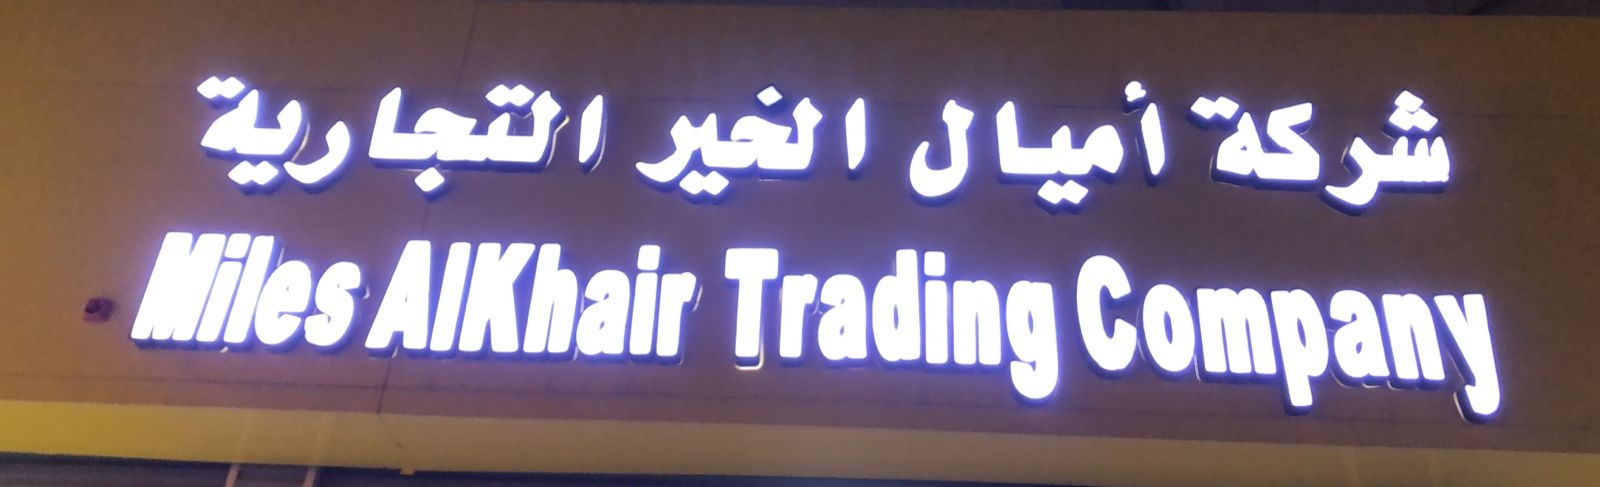 شركة أميال الخير التجارية
Miles AlKhair Trading Company